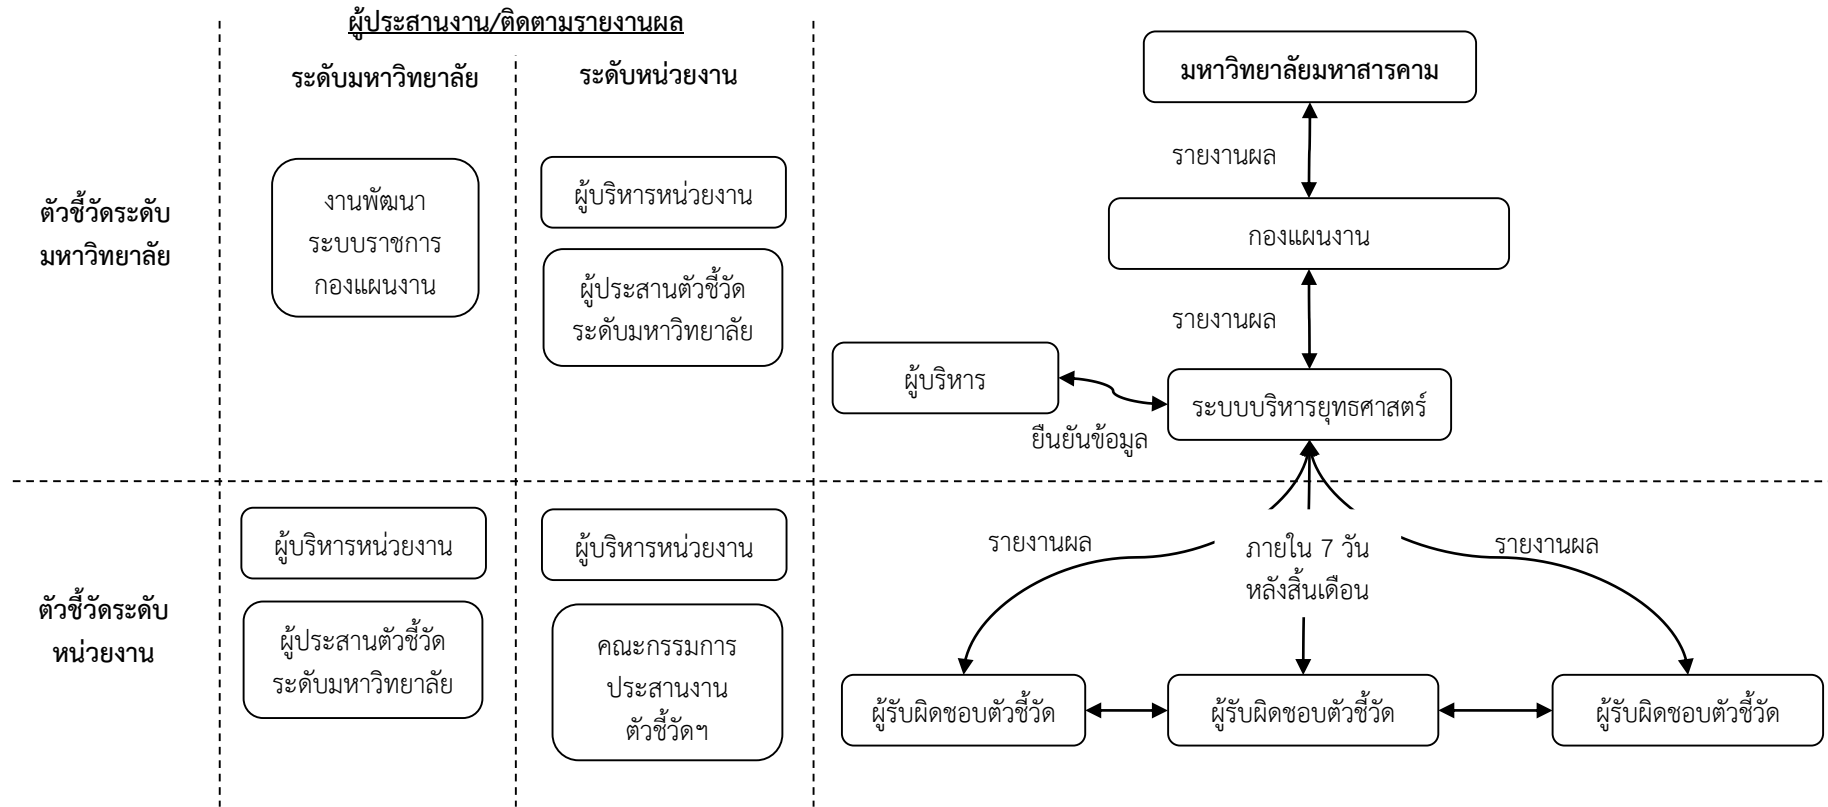 ผู้ประสานงาน/ติดตามรายงานผล
ระดับมหาวิทยาลัย
ระดับหน่วยงาน
มหาวิทยาลัยมหาสารคาม
รายงานผล
ตัวชี้วัดระดับ
มหาวิทยาลัย
งานพัฒนา
ระบบราชการ
กองแผนงาน
ผู้บริหารหน่วยงาน
ผู้ประสานตัวชี้วัด
ระดับมหาวิทยาลัย
กองแผนงาน
รายงานผล
ผู้บริหาร
ระบบบริหารยุทธศาสตร์
ยืนยันข้อมูล
ตัวชี้วัดระดับ
หน่วยงาน
ผู้บริหารหน่วยงาน
ผู้ประสานตัวชี้วัด
ระดับมหาวิทยาลัย
ผู้บริหารหน่วยงาน
คณะกรรมการ
ประสานงาน
ตัวชี้วัดฯ
รายงานผล
ภายใน 7 วัน
หลังสิ้นเดือน
รายงานผล
ผู้รับผิดชอบตัวชี้วัด
ผู้รับผิดชอบตัวชี้วัด
ผู้รับผิดชอบตัวชี้วัด